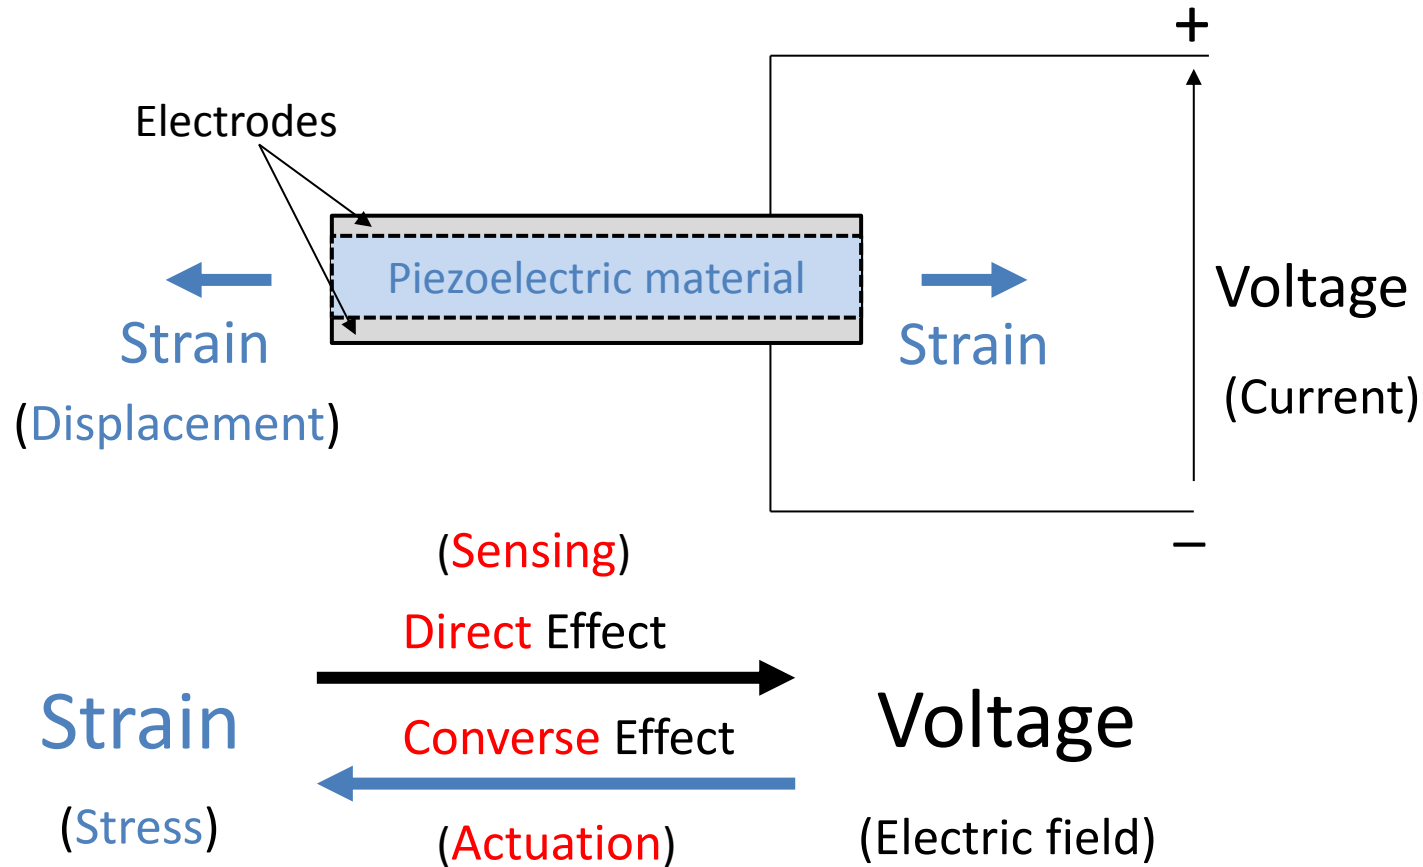 +
Electrodes
Piezoelectric material
Strain
(Displacement)
Strain
Voltage
(Current)
–
(Sensing)
Direct Effect
Strain
(Stress)
Converse Effect
(Actuation)
Voltage
(Electric field)